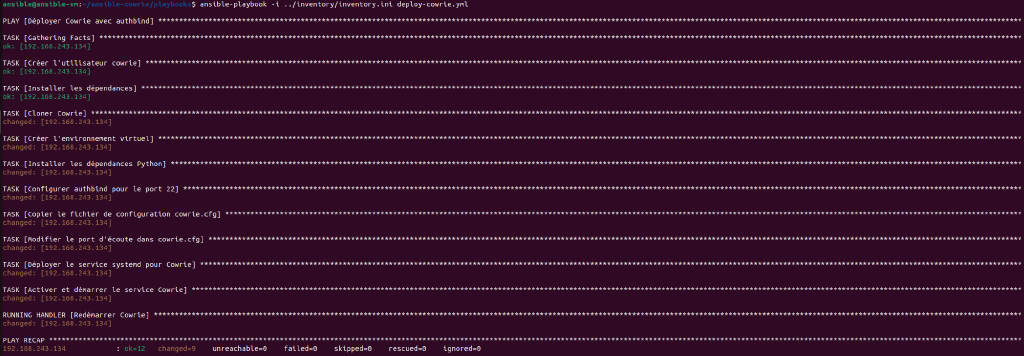 ansible@ansible-vm:~/ansible-cowrie/playbooks$ ansible-playbook -i ../inventory/inventory.ini deploy-cowrie.yml
PLAY [Déployer Cowrie avec authbind] ***
TASK [Gathering Facts] ***
ok: [192.168.243.134]
TASK [Créer l'utilisateur cowrie] ***
ok: [192.168.243.134]
TASK [Installer les dépendances] ***
ok: [192.168.243.134]
TASK [Cloner Cowrie] ***
changed: [192.168.243.134]
TASK [Créer l'environnement virtuel] ***
changed: [192.168.243.134]
TASK [Installer les dépendances Python] ***
changed: [192.168.243.134]
TASK [Configurer authbind pour le port 22] ***
changed: [192.168.243.134]
TASK [Copier le fichier de configuration cowrie.cfg] ***
changed: [192.168.243.134]
TASK [Modifier le port d'écoute dans cowrie.cfg] ***
changed: [192.168.243.134]
TASK [Déployer le service systemd pour Cowrie] ***
changed: [192.168.243.134]
TASK [Activer et démarrer le service Cowrie] ***
changed: [192.168.243.134]
RUNNING HANDLER [Redémarrer Cowrie] ***
changed: [192.168.243.134]
PLAY RECAP ***
192.168.243.134 : ok=12 changed=9 unreachable=0 failed=0 skipped=0 rescued=0 ignored=0